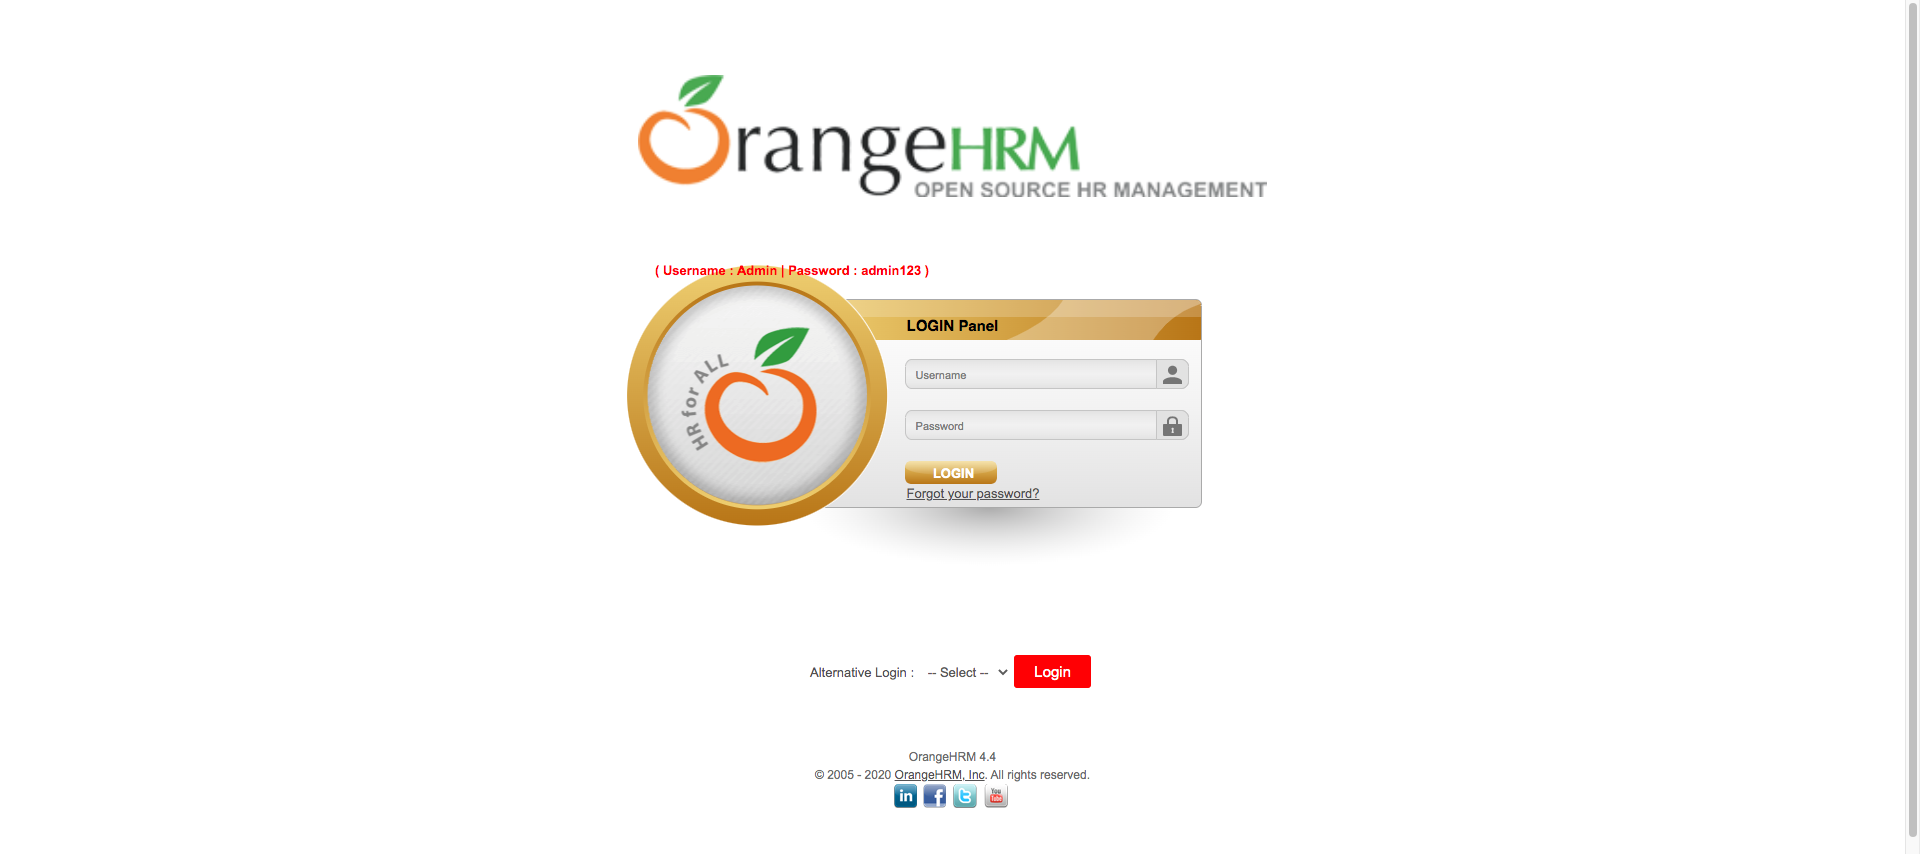 OrangeHRM
OPEN SOURCE HR MANAGEMENT
( Username : Admin | Password : admin123 )
HR for ALL
LOGIN Panel
Username
Password
LOGIN
Forgot your password?
Alternative Login : -- Select -- Login
OrangeHRM 4.4
© 2005 - 2020 OrangeHRM, Inc. All rights reserved.
in f t You Tube